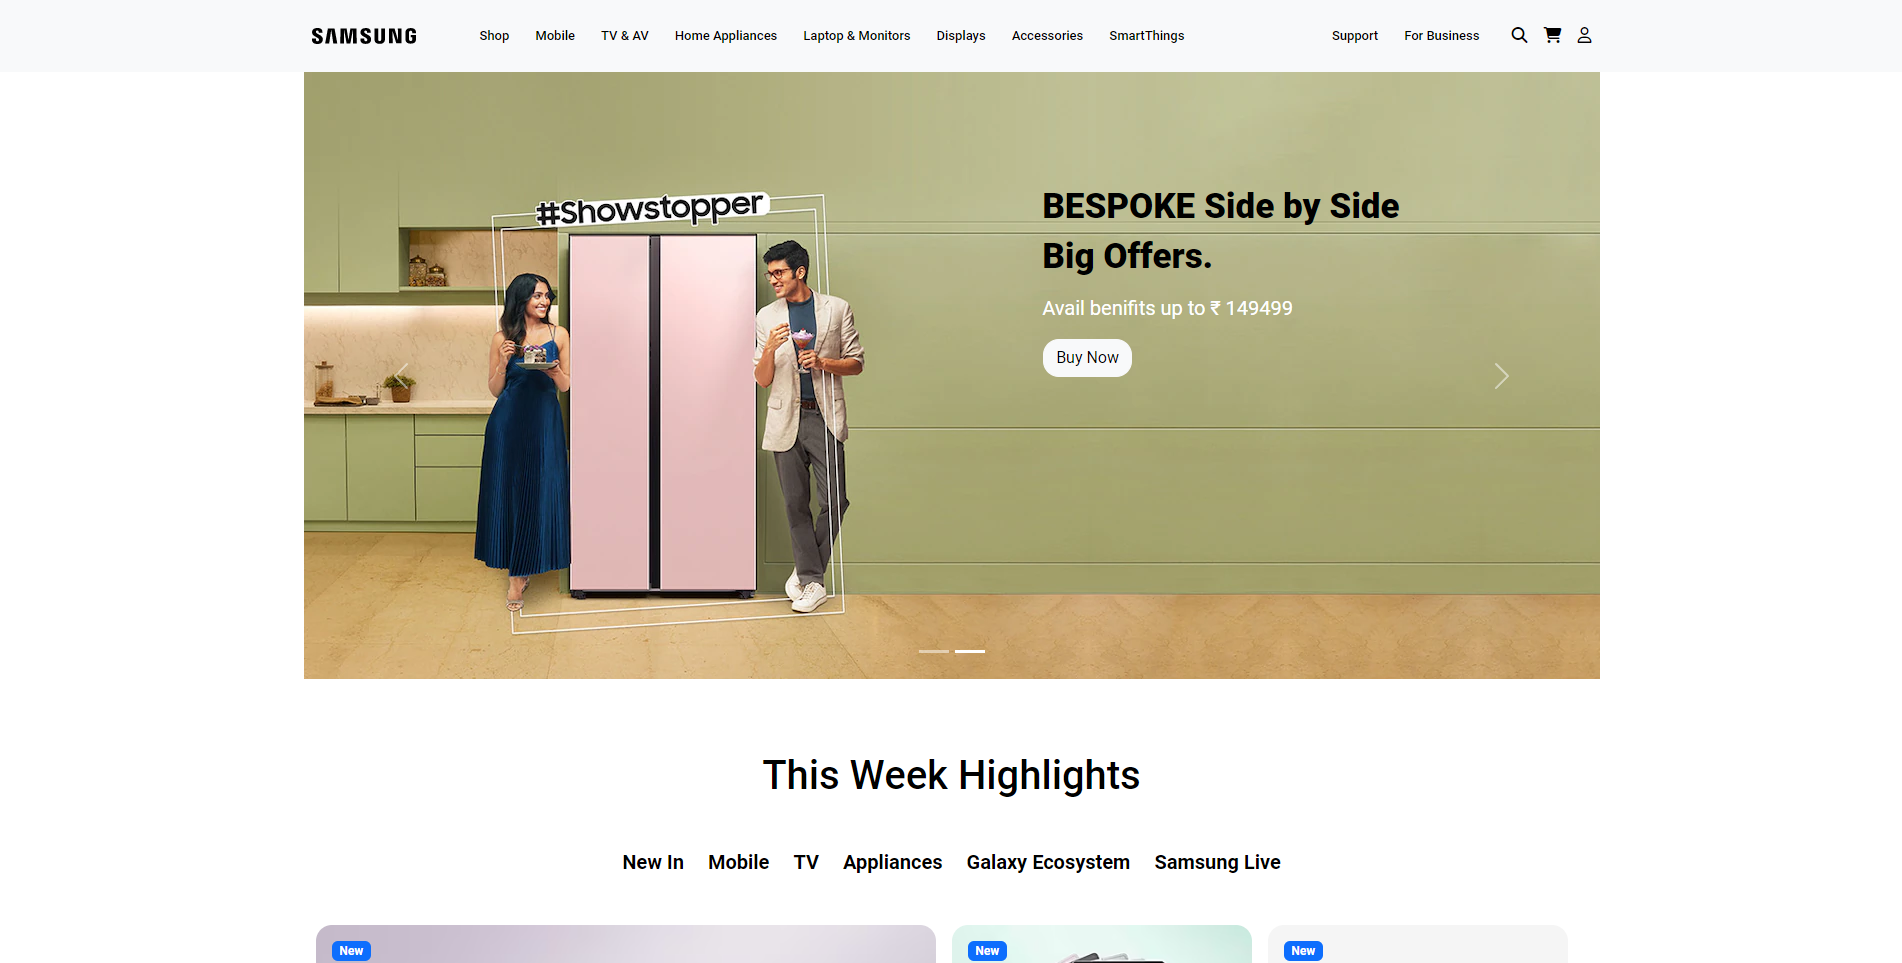 SAMSUNG
Shop Mobile TV & AV Home Appliances Laptop & Monitors Displays Accessories SmartThings Support For Business
#Showstopper
BESPOKE Side by Side
Big Offers.
Avail benifits up to ₹ 149499
Buy Now
This Week Highlights
New In Mobile TV Appliances Galaxy Ecosystem Samsung Live
New New New